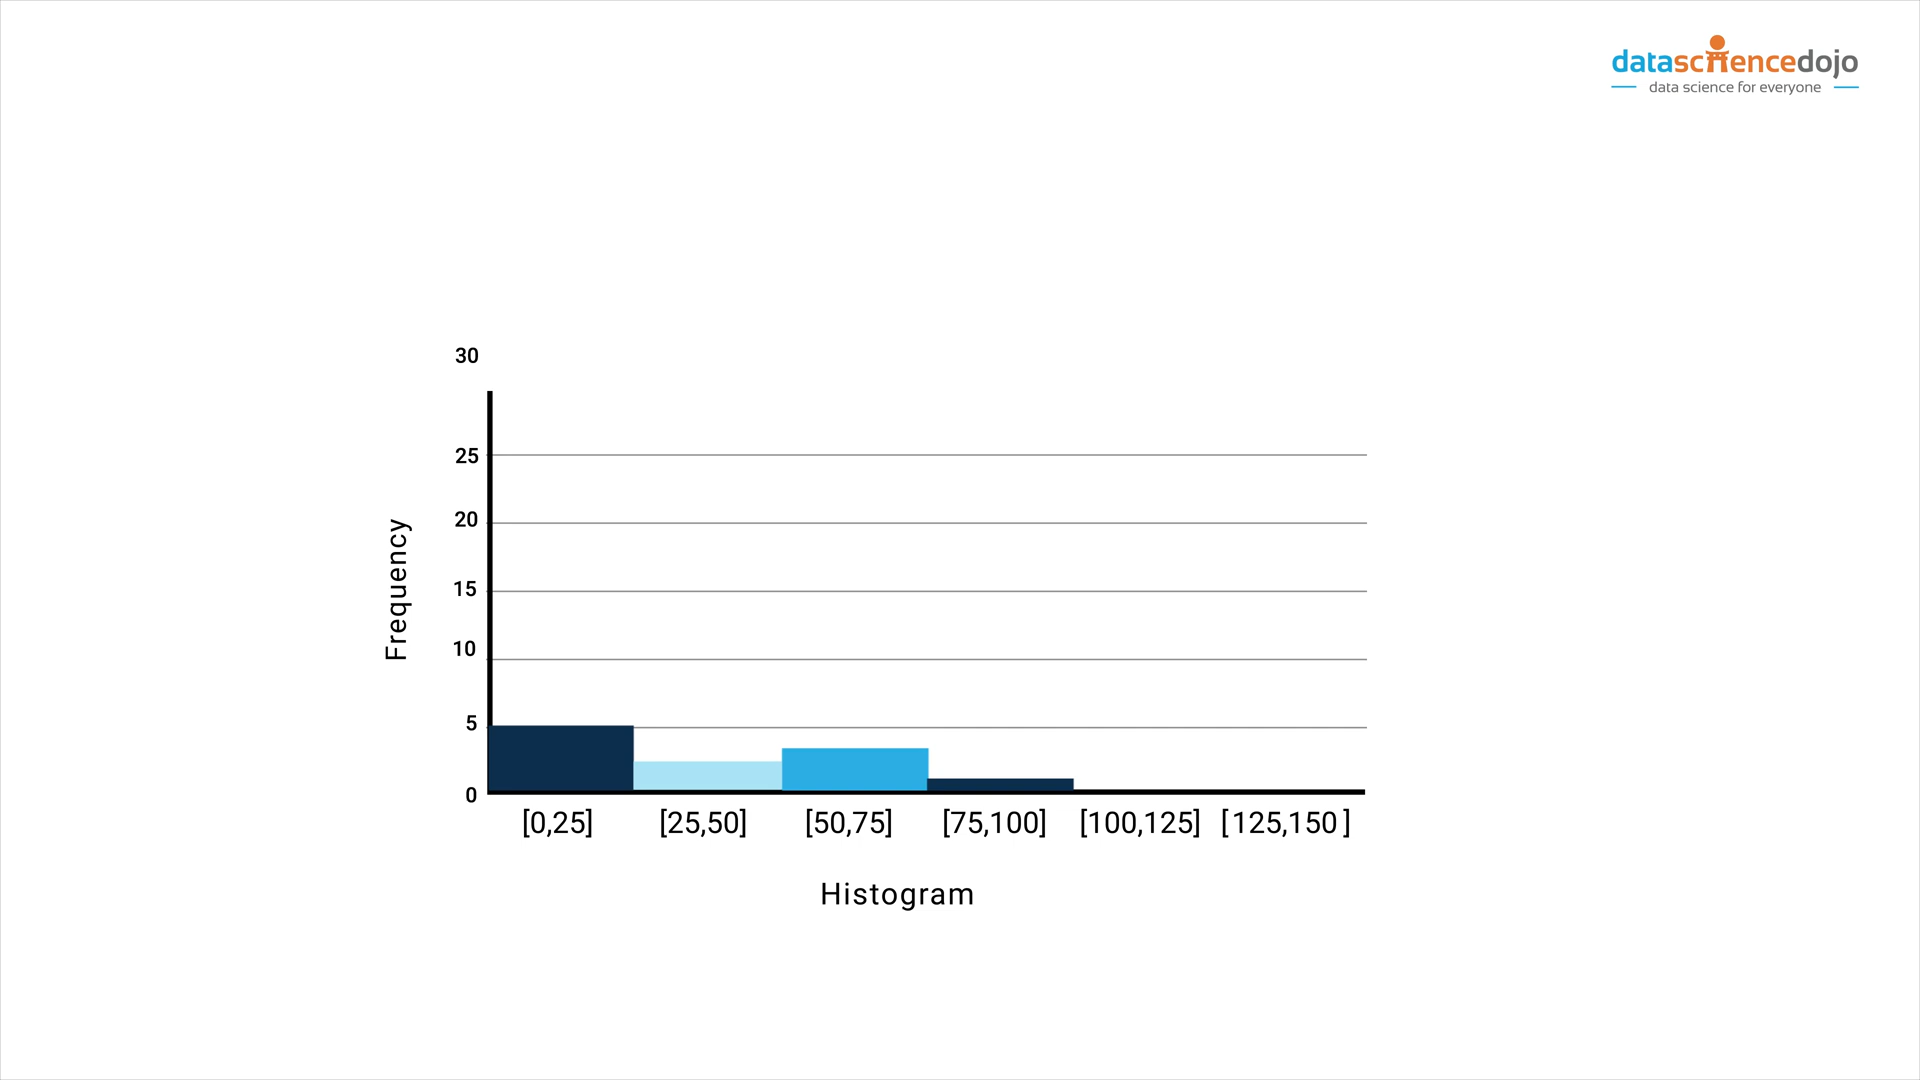 datasciencedojo
data science for everyone
30
25
20
15
10
5
0
Frequency
[0,25] [25,50] [50,75] [75,100] [100,125] [125,150]
Histogram